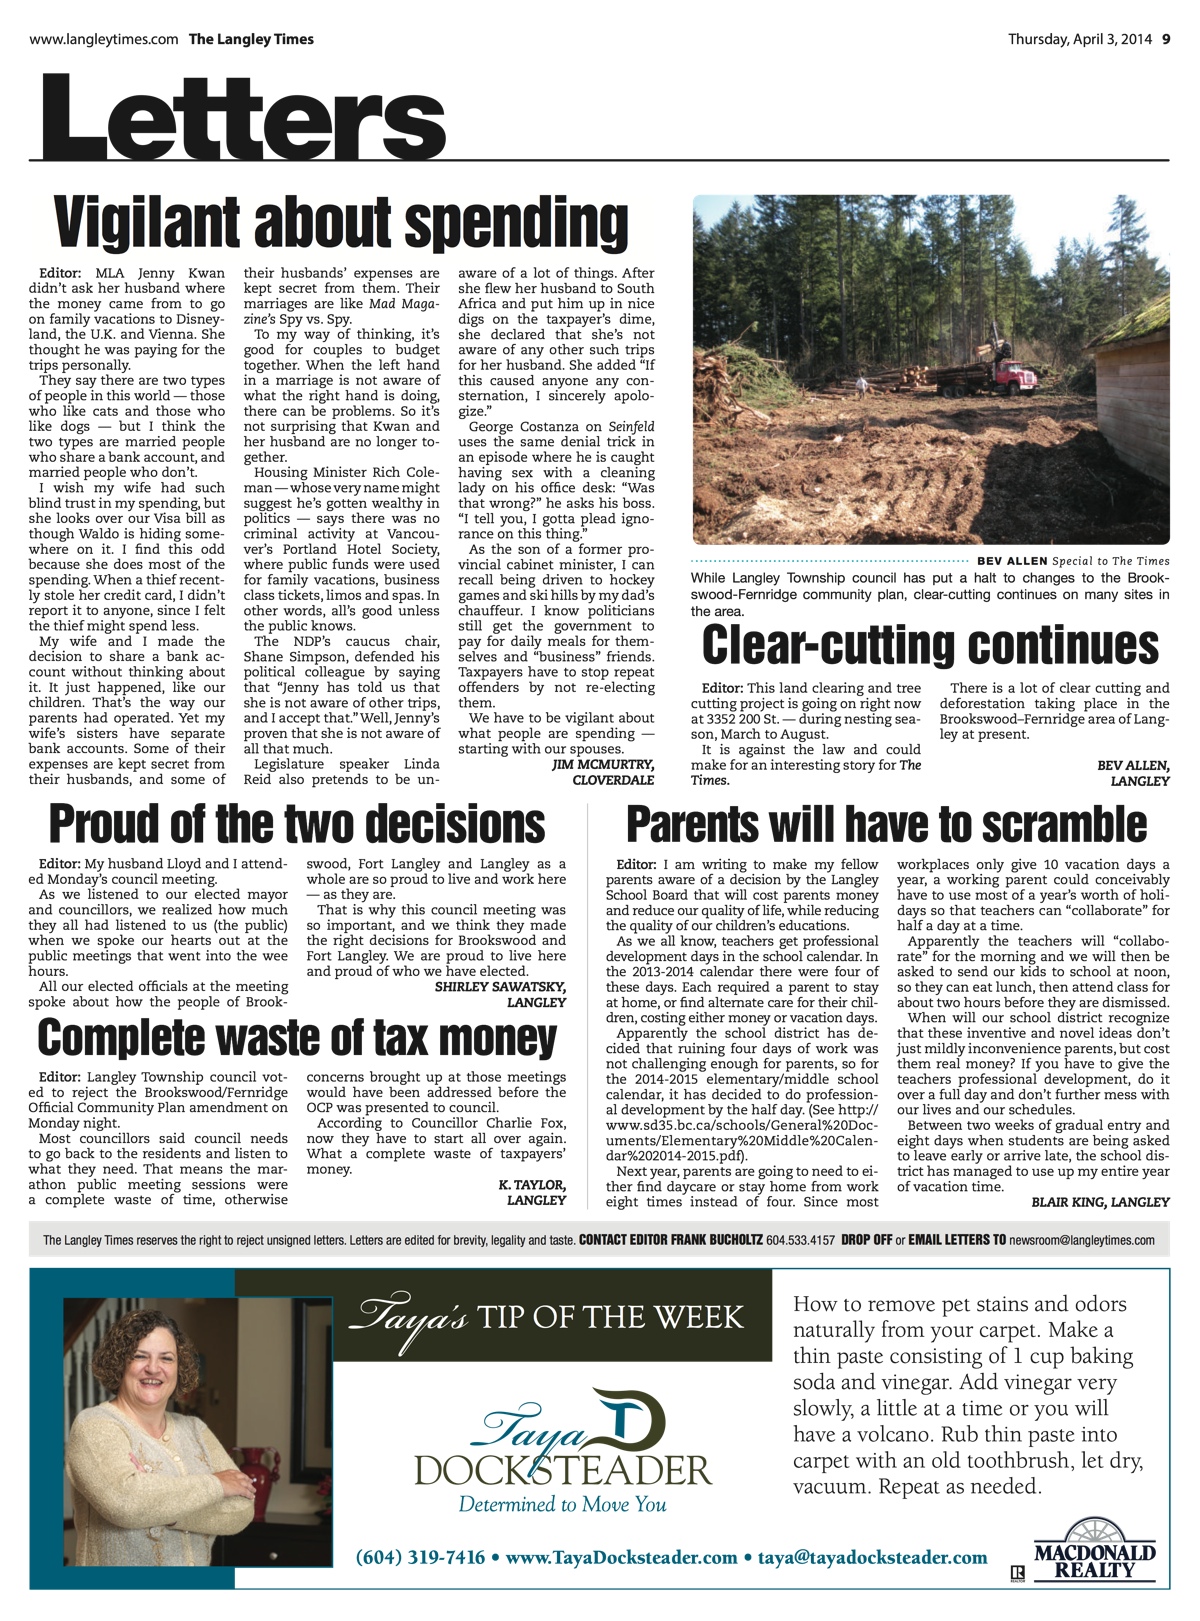 www.langleytimes.com The Langley Times
Thursday, April 3, 2014 9
Letters
Vigilant about spending
Editor: MLA Jenny Kwan
didn't ask her husband where
the money came from to go
on family vacations to Disney-
land, the U.K. and Vienna. She
thought he was paying for the
trips personally.
They say there are two types
of people in this world — those
who like cats and those who
like dogs — but I think the
two types are married people
who share a bank account, and
married people who don't.
I wish my wife had such
blind trust in my spending, but
she looks over our Visa bill as
though Waldo is hiding some-
where on it. I find this odd
because she does most of the
spending. When a thief recent-
ly stole her credit card, I didn't
report it to anyone, since I felt
the thief might spend less.
My wife and I made the
decision to share a bank ac-
count without thinking about
it. It just happened, like our
children. That's the way our
parents had operated. Yet my
wife's sisters have separate
bank accounts. Some of their
expenses are kept secret from
their husbands, and some of
their husbands' expenses are
kept secret from them. Their
marriages are like Mad Maga-
zine's Spy vs. Spy.
To my way of thinking, it's
good for couples to budget
together. When the left hand
in a marriage is not aware of
what the right hand is doing,
there can be problems. So it's
not surprising that Kwan and
her husband are no longer to-
gether.
Housing Minister Rich Cole-
man — whose very name might
suggest he's gotten wealthy in
politics — says there was no
criminal activity at Vancou-
ver's Portland Hotel Society,
where public funds were used
for family vacations, business
class tickets, limos and spas. In
other words, all's good unless
the public knows.
The NDP's caucus chair,
Shane Simpson, defended his
political colleague by saying
that "Jenny has told us that
she is not aware of other trips,
and I accept that." Well, Jenny's
proven that she is not aware of
all that much.
Legislature speaker Linda
Reid also pretends to be un-
aware of a lot of things. After
she flew her husband to South
Africa and put him up in nice
digs on the taxpayer's dime,
she declared that she's not
aware of any other such trips
for her husband. She added "If
this caused anyone any con-
sternation, I sincerely apolo-
gize."
George Costanza on Seinfeld
uses the same denial trick in
an episode where he is caught
having sex with a cleaning
lady on his office desk: "Was
that wrong?" he asks his boss.
"I tell you, I gotta plead igno-
rance on this thing."
As the son of a former pro-
vincial cabinet minister, I can
recall being driven to hockey
games and ski hills by my dad's
chauffeur. I know politicians
still get the government to
pay for daily meals for them-
selves and "business" friends.
Taxpayers have to stop repeat
offenders by not re-electing
them.
We have to be vigilant about
what people are spending —
starting with our spouses.
JIM MCMURTRY,
CLOVERDALE
BEV ALLEN Special to The Times
While Langley Township council has put a halt to changes to the Brook-
swood-Fernridge community plan, clear-cutting continues on many sites in
the area.
Clear-cutting continues
Editor: This land clearing and tree
cutting project is going on right now
at 3352 200 St. — during nesting sea-
son, March to August.
It is against the law and could
make for an interesting story for The
Times.
There is a lot of clear cutting and
deforestation taking place in the
Brookswood–Fernridge area of Lang-
ley at present.
BEV ALLEN,
LANGLEY
Proud of the two decisions
Editor: My husband Lloyd and I attend-
ed Monday's council meeting.
As we listened to our elected mayor
and councillors, we realized how much
they all had listened to us (the public)
when we spoke our hearts out at the
public meetings that went into the wee
hours.
All our elected officials at the meeting
spoke about how the people of Brook-
swood, Fort Langley and Langley as a
whole are so proud to live and work here
— as they are.
That is why this council meeting was
so important, and we think they made
the right decisions for Brookswood and
Fort Langley. We are proud to live here
and proud of who we have elected.
SHIRLEY SAWATSKY,
LANGLEY
Complete waste of tax money
Editor: Langley Township council vot-
ed to reject the Brookswood/Fernridge
Official Community Plan amendment on
Monday night.
Most councillors said council needs
to go back to the residents and listen to
what they need. That means the mar-
athon public meeting sessions were
a complete waste of time, otherwise
concerns brought up at those meetings
would have been addressed before the
OCP was presented to council.
According to Councillor Charlie Fox,
now they have to start all over again.
What a complete waste of taxpayers'
money.
K. TAYLOR,
LANGLEY
Parents will have to scramble
Editor: I am writing to make my fellow
parents aware of a decision by the Langley
School Board that will cost parents money
and reduce our quality of life, while reducing
the quality of our children's educations.
As we all know, teachers get professional
development days in the school calendar. In
the 2013-2014 calendar there were four of
these days. Each required a parent to stay
at home, or find alternate care for their chil-
dren, costing either money or vacation days.
Apparently the school district has de-
cided that ruining four days of work was
not challenging enough for parents, so for
the 2014-2015 elementary/middle school
calendar, it has decided to do profession-
al development by the half day. (See http://
www.sd35.bc.ca/schools/General%20Doc-
uments/Elementary%20Middle%20Calen-
dar%202014-2015.pdf).
Next year, parents are going to need to ei-
ther find daycare or stay home from work
eight times instead of four. Since most
workplaces only give 10 vacation days a
year, a working parent could conceivably
have to use most of a year's worth of holi-
days so that teachers can "collaborate" for
half a day at a time.
Apparently the teachers will "collabo-
rate" for the morning and we will then be
asked to send our kids to school at noon,
so they can eat lunch, then attend class for
about two hours before they are dismissed.
When will our school district recognize
that these inventive and novel ideas don't
just mildly inconvenience parents, but cost
them real money? If you have to give the
teachers professional development, do it
over a full day and don't further mess with
our lives and our schedules.
Between two weeks of gradual entry and
eight days when students are being asked
to leave early or arrive late, the school dis-
trict has managed to use up my entire year
of vacation time.
BLAIR KING, LANGLEY
The Langley Times reserves the right to reject unsigned letters. Letters are edited for brevity, legality and taste. CONTACT EDITOR FRANK BUCHOLTZ 604.533.4157 DROP OFF or EMAIL LETTERS TO newsroom@langleytimes.com
Taya's TIP OF THE WEEK
Taya D
DOCKSTEADER
Determined to Move You
How to remove pet stains and odors
naturally from your carpet. Make a
thin paste consisting of 1 cup baking
soda and vinegar. Add vinegar very
slowly, a little at a time or you will
have a volcano. Rub thin paste into
carpet with an old toothbrush, let dry,
vacuum. Repeat as needed.
(604) 319-7416 • www.TayaDocksteader.com • taya@tayadocksteader.com
R
REALTOR
MACDONALD
REALTY